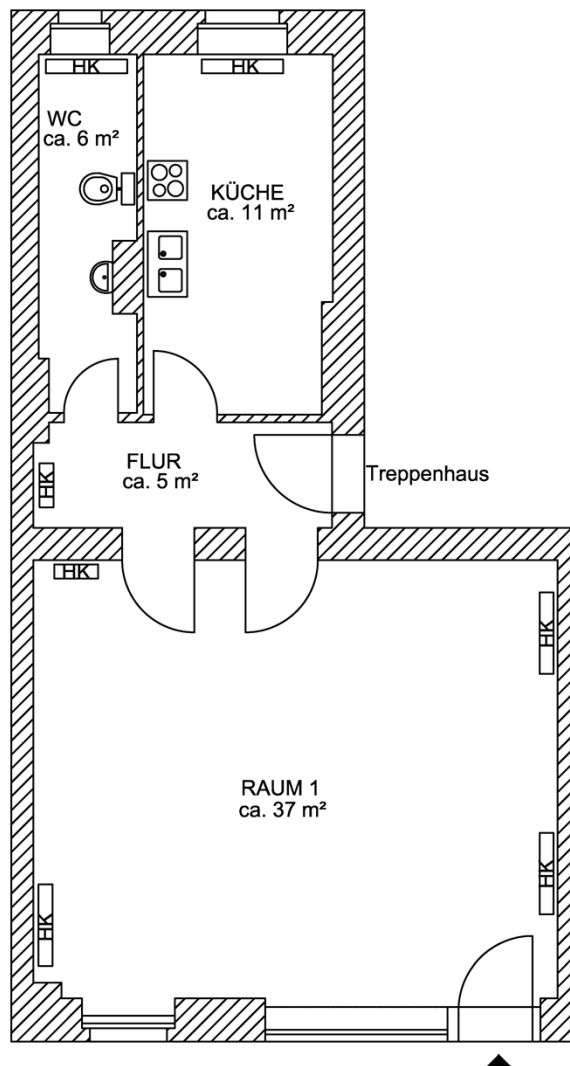 HK
HK
WC
ca. 6 m²
KÜCHE
ca. 11 m²
FLUR
ca. 5 m²
Treppenhaus
HK
HK
HK
RAUM 1
ca. 37 m²
HK
HK